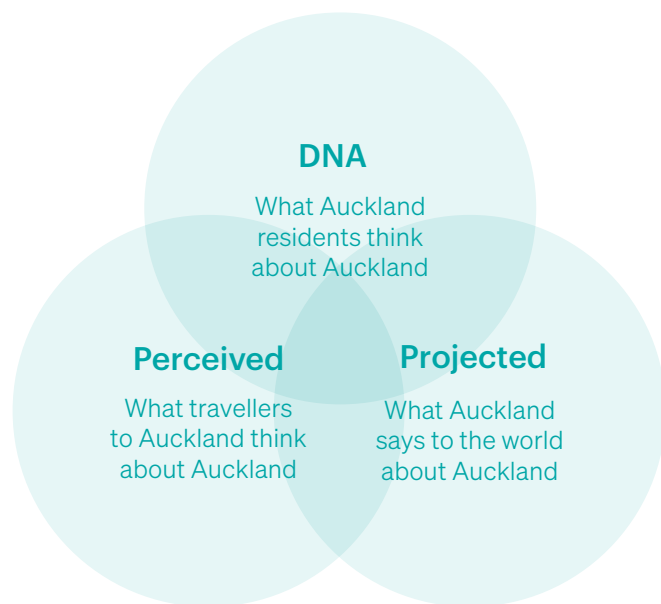 DNA
What Auckland
residents think
about Auckland
Perceived
What travellers
to Auckland think
about Auckland
Projected
What Auckland
says to the world
about Auckland